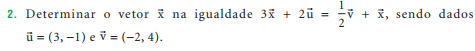 2. Determinar o vetor x⃗ na igualdade 3x⃗ + 2u⃗ = 1/2 v⃗ + x⃗, sendo dados
u⃗ = (3, −1) e v⃗ = (−2, 4).